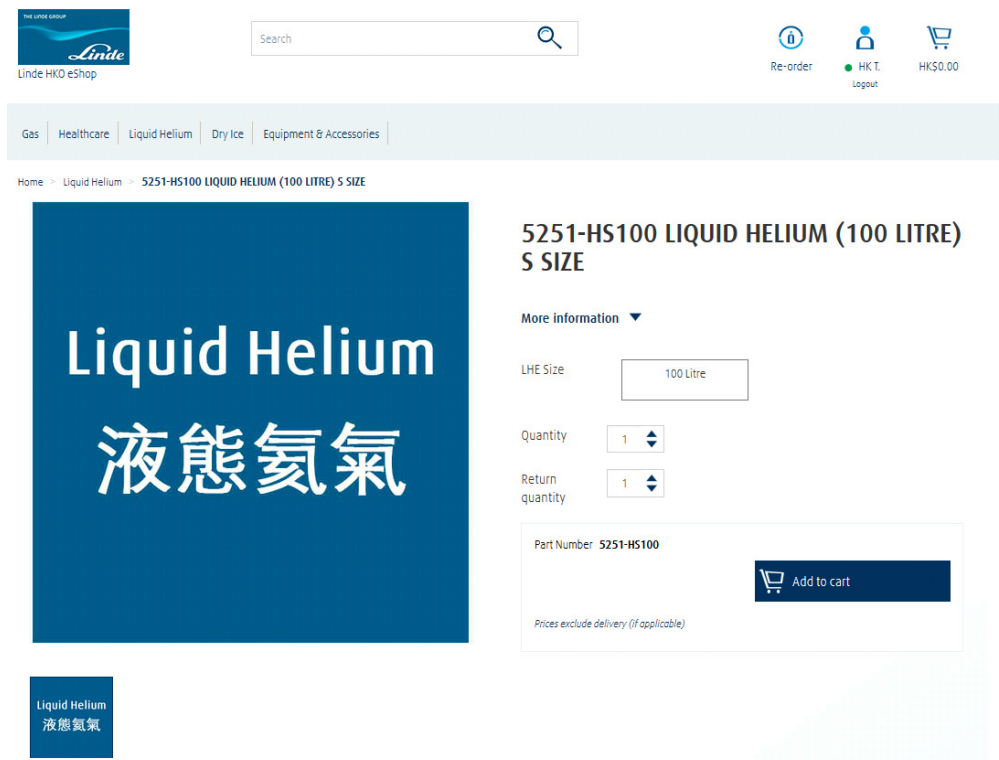 THE LINDE GROUP
Linde
Linde HKO eShop
Search
Re-order
HK T.
Logout
HK$0.00
Gas
Healthcare
Liquid Helium
Dry Ice
Equipment & Accessories
Home > Liquid Helium > 5251-HS100 LIQUID HELIUM (100 LITRE) S SIZE
Liquid Helium
液態氦氣
5251-HS100 LIQUID HELIUM (100 LITRE)
S SIZE
More information
LHE Size
100 Litre
Quantity
1
Return
quantity
1
Part Number 5251-HS100
Add to cart
Prices exclude delivery (if applicable)
Liquid Helium
液態氦氣